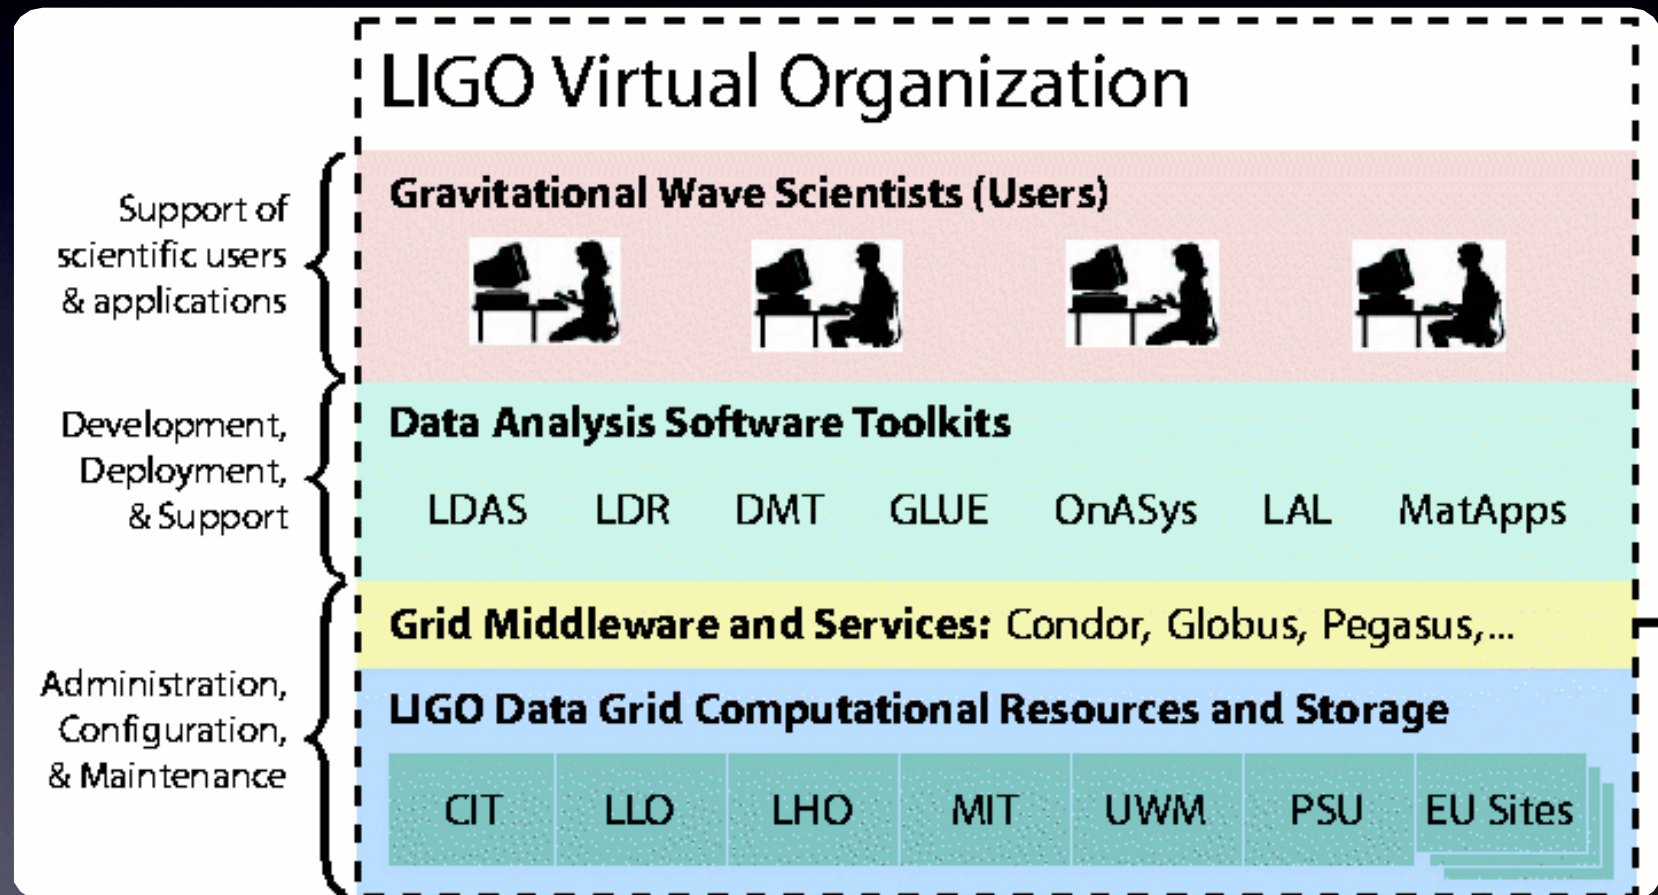 LIGO Virtual Organization
Support of
scientific users
& applications
Gravitational Wave Scientists (Users)
Development,
Deployment,
& Support
Data Analysis Software Toolkits
LDAS LDR DMT GLUE OnASys LAL MatApps
Administration,
Configuration,
& Maintenance
Grid Middleware and Services: Condor, Globus, Pegasus,...
LIGO Data Grid Computational Resources and Storage
CIT LLO LHO MIT UWM PSU EU Sites